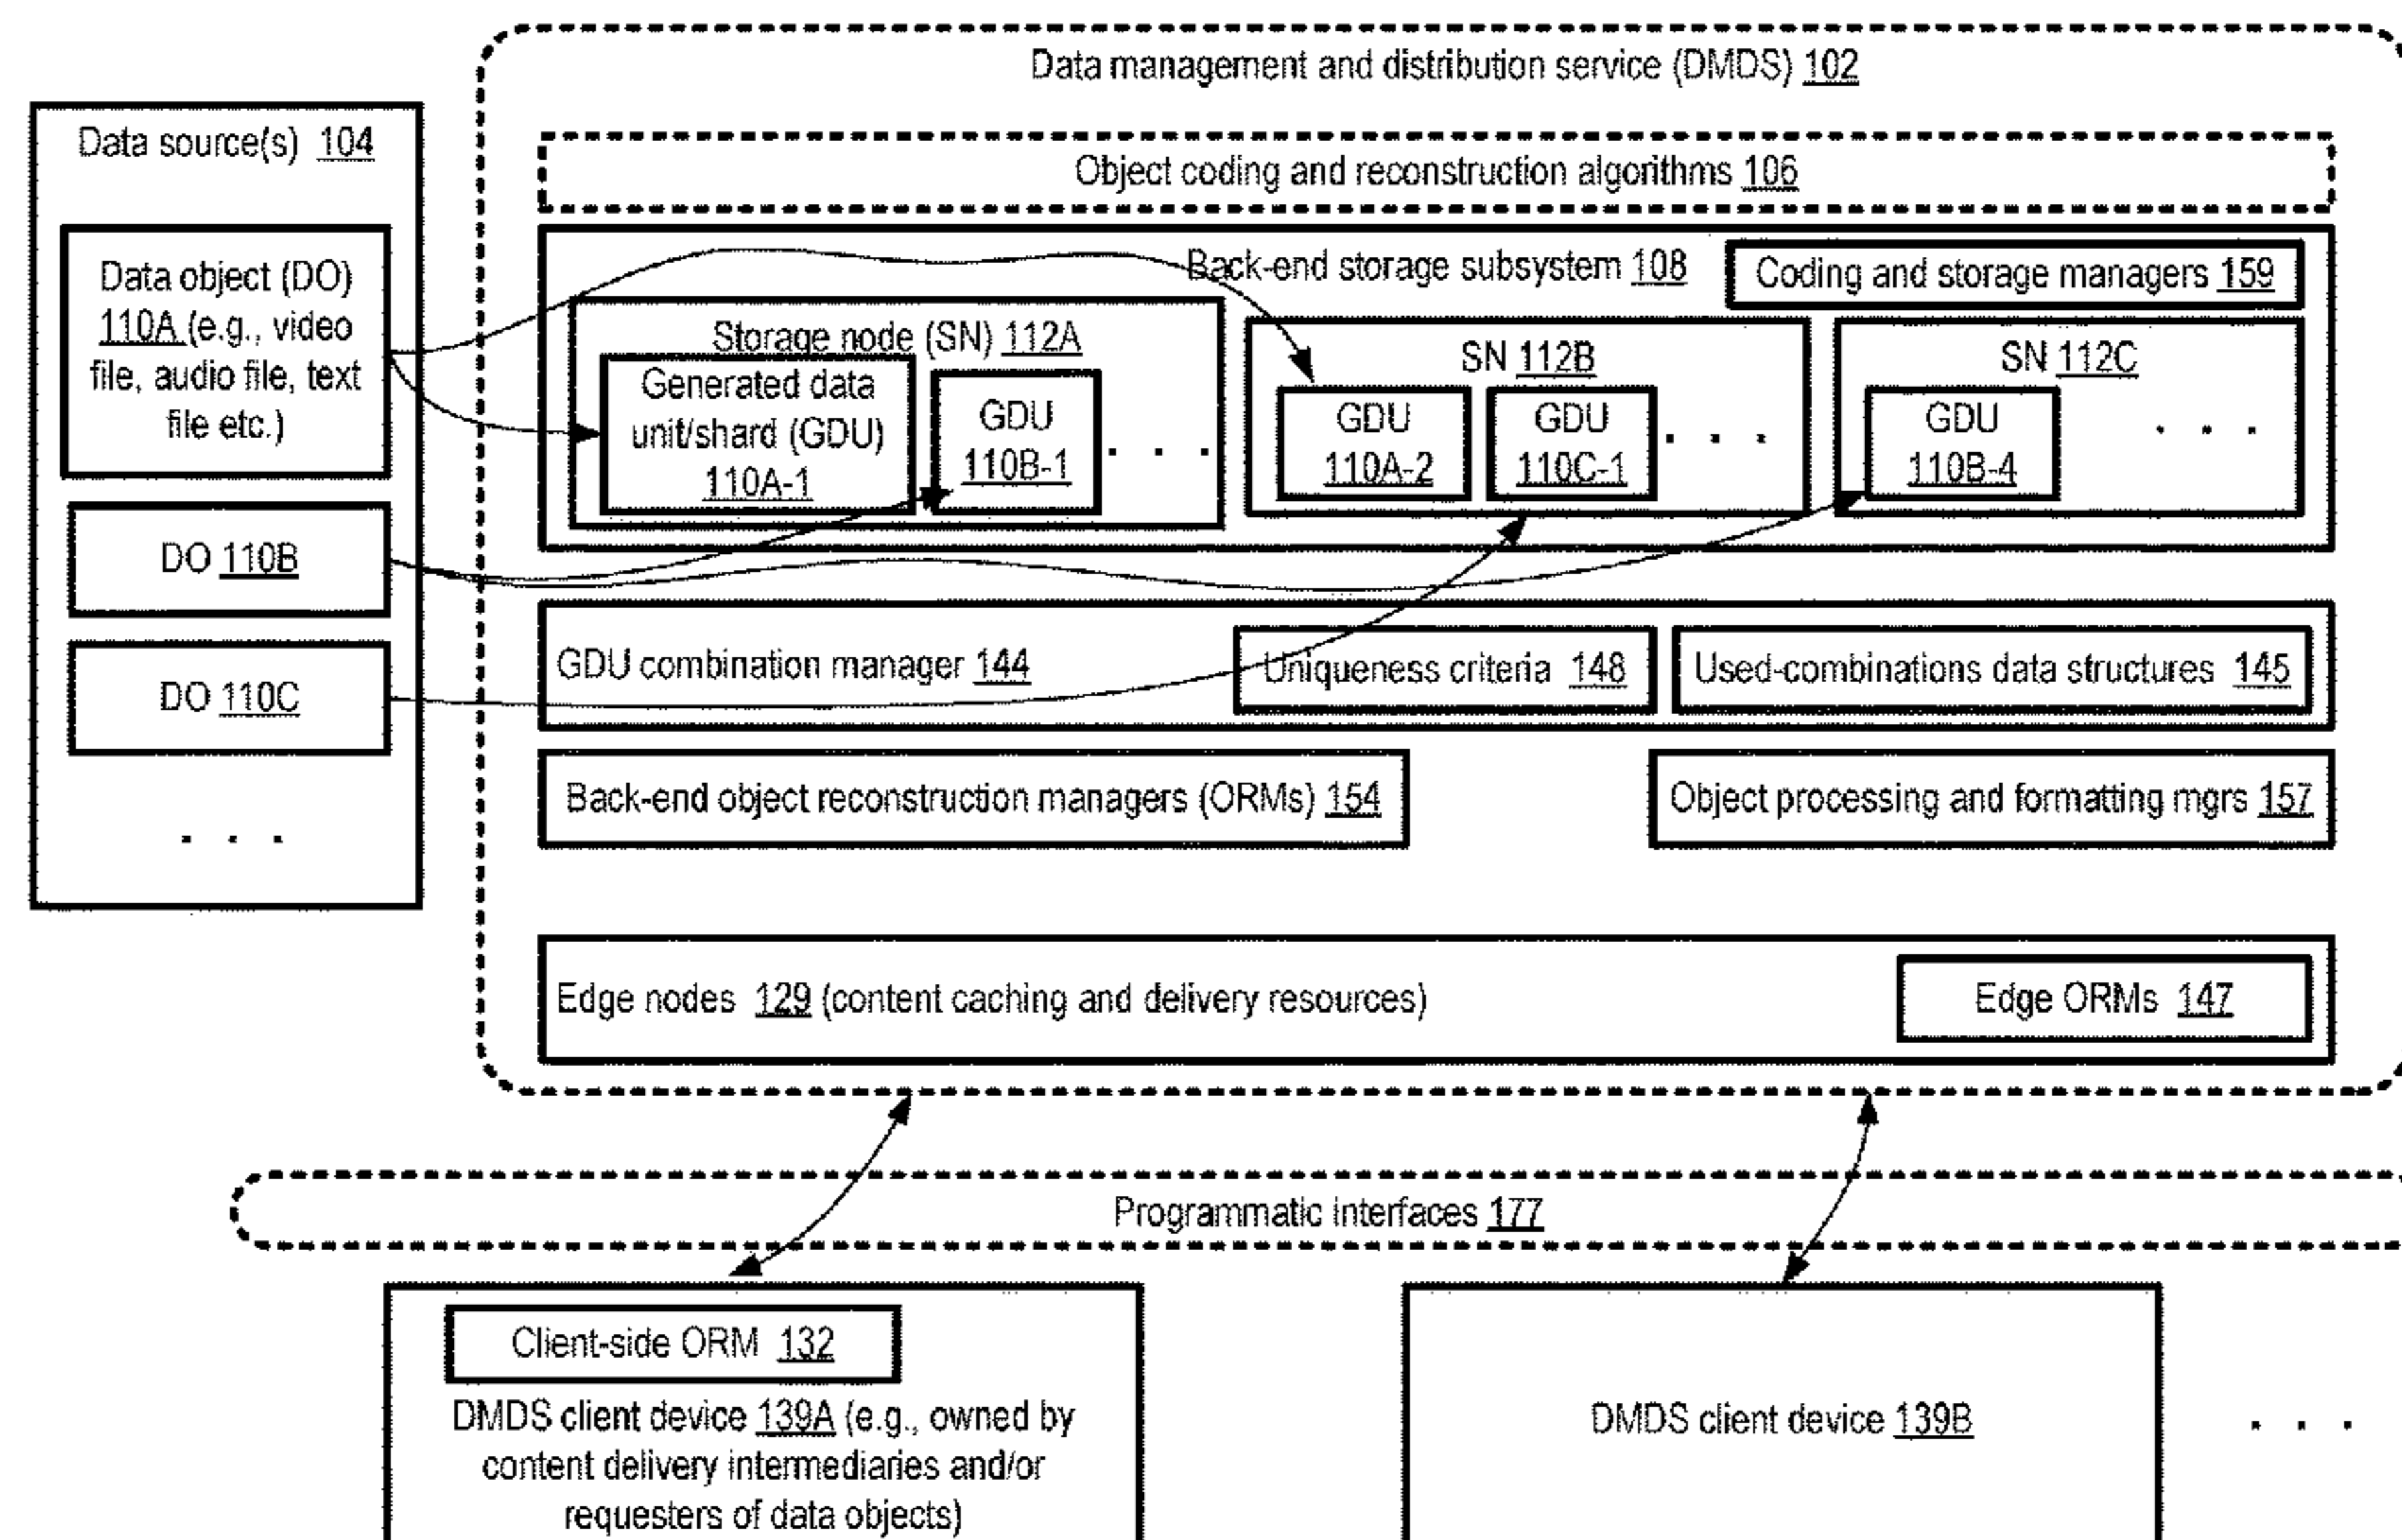 Data management and distribution service (DMDS) 102
Data source(s) 104
Object coding and reconstruction algorithms 106
Data object (DO)
110A (e.g., video
file, audio file, text
file etc.)
Back-end storage subsystem 108
Coding and storage managers 159
Storage node (SN) 112A
Generated data
unit/shard (GDU)
110A-1
GDU
110B-1
. . .
SN 112B
GDU
110A-2
GDU
110C-1
. . .
SN 112C
GDU
110B-4
. . .
DO 110B
DO 110C
. . .
GDU combination manager 144
Uniqueness criteria 148
Used-combinations data structures 145
Back-end object reconstruction managers (ORMs) 154
Object processing and formatting mgrs 157
Edge nodes 129 (content caching and delivery resources)
Edge ORMs 147
Programmatic interfaces 177
Client-side ORM 132
DMDS client device 139A (e.g., owned by
content delivery intermediaries and/or
requesters of data objects)
DMDS client device 139B
. . .